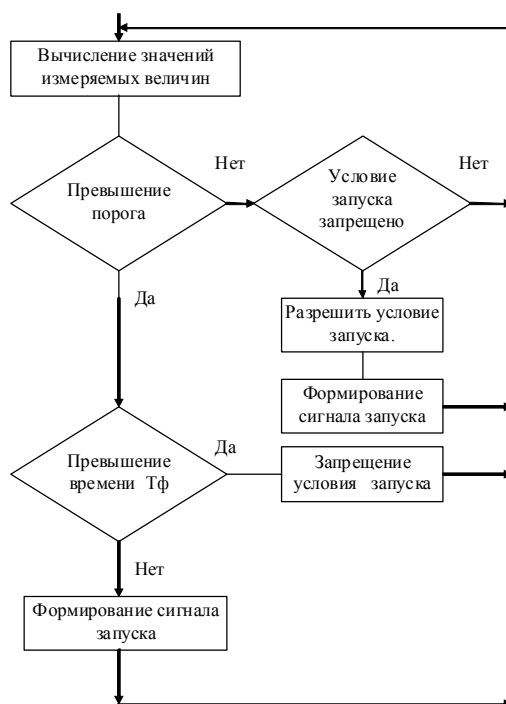 Вычисление значений
измеряемых величин
Превышение
порога
Нет
Условие
запуска
запрещено
Нет
Да
Да
Разрешить условие
запуска.
Формирование
сигнала запуска
Превышение
времени Тф
Да
Запрещение
условия запуска
Нет
Формирование сигнала
запуска